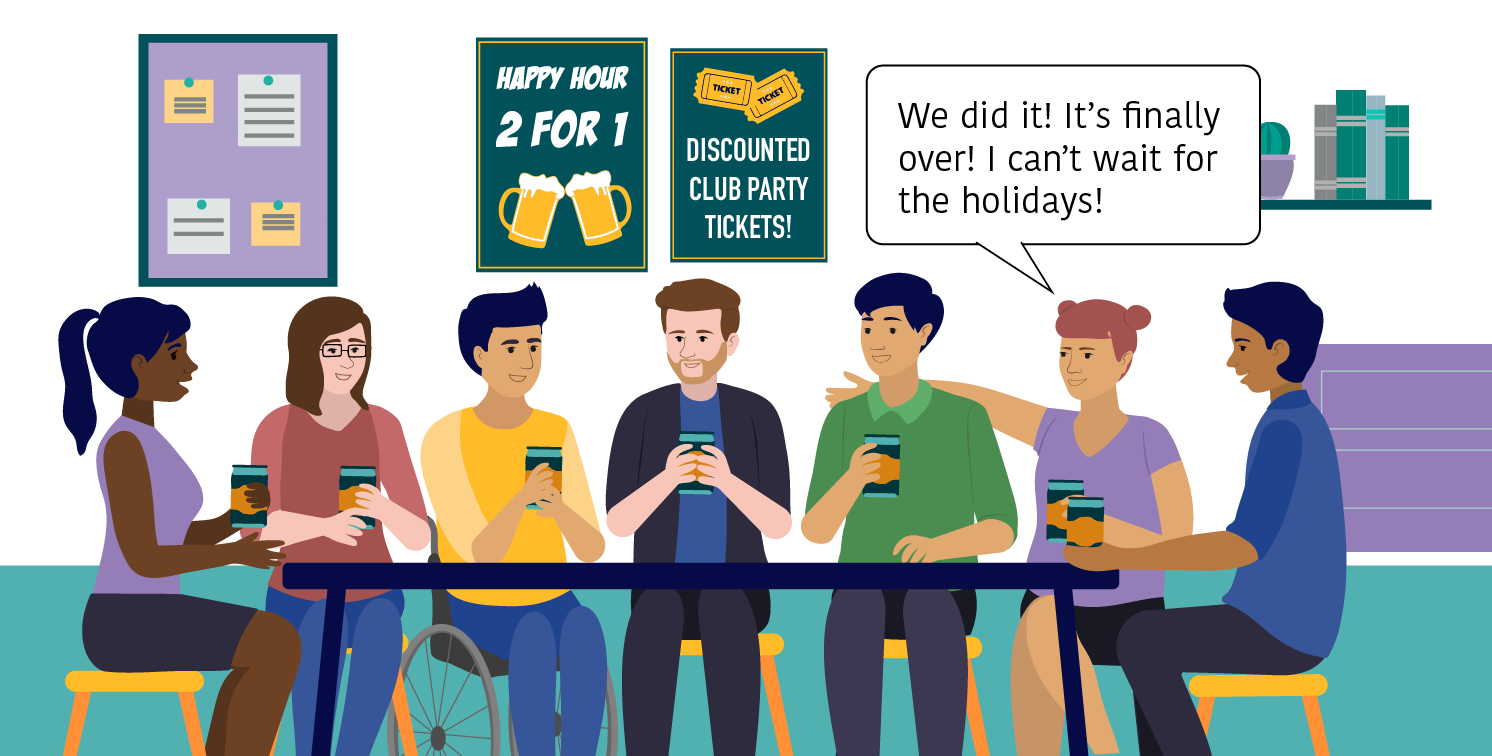 HAPPY HOUR
2 FOR 1
TICKET
TICKET
DISCOUNTED
CLUB PARTY
TICKETS!
We did it! It’s finally
over! I can’t wait for
the holidays!